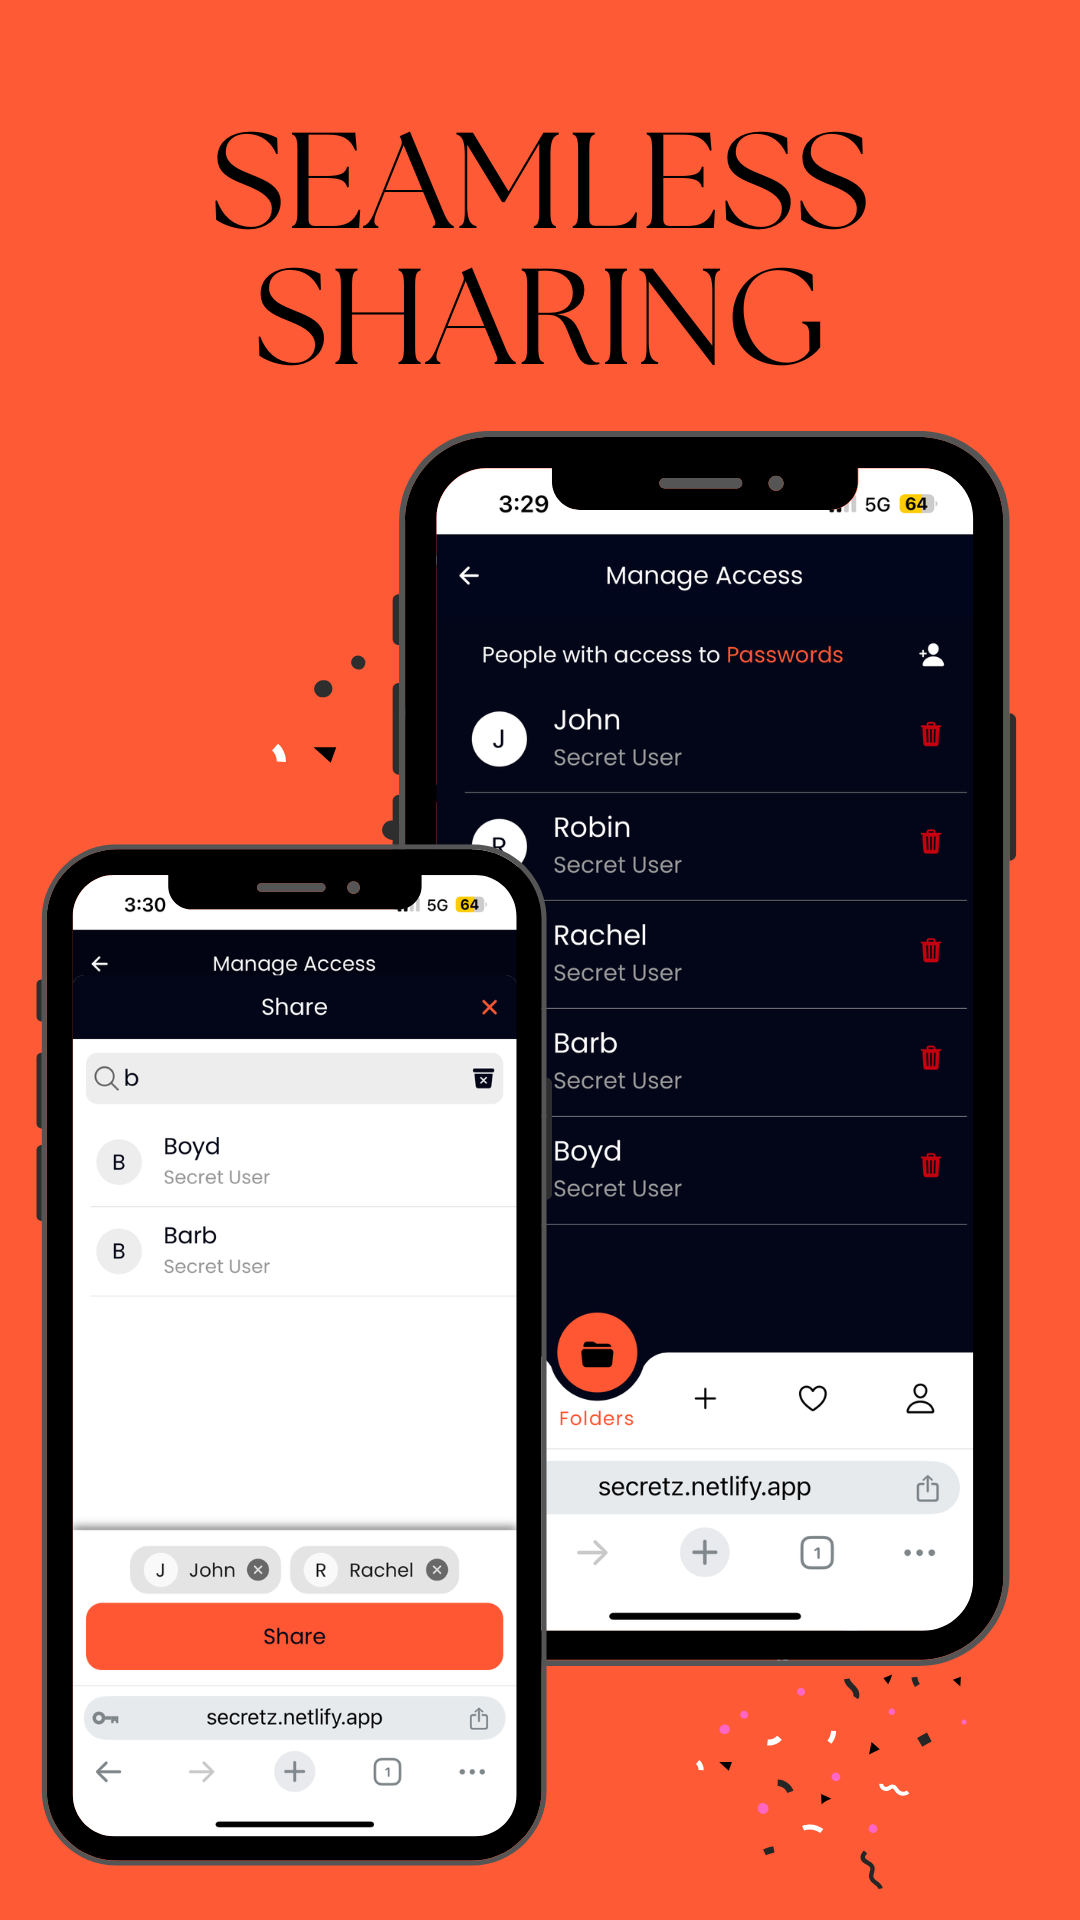 SEAMLESS
SHARING
3:29
5G 64
Manage Access
People with access to Passwords
J
John
Secret User
R
Robin
Secret User
Rachel
Secret User
Barb
Secret User
Boyd
Secret User
Folders
secretz.netlify.app
1
3:30
5G 64
Manage Access
Share
b
B
Boyd
Secret User
B
Barb
Secret User
J John R Rachel
Share
secretz.netlify.app
1